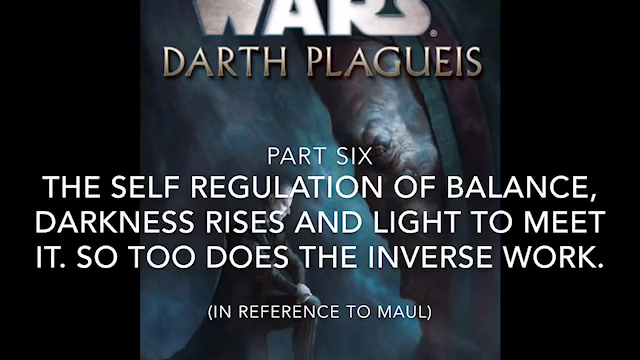 WARS
DARTH PLAGUEIS
PART SIX
THE SELF REGULATION OF BALANCE,
DARKNESS RISES AND LIGHT TO MEET
IT. SO TOO DOES THE INVERSE WORK.
(IN REFERENCE TO MAUL)